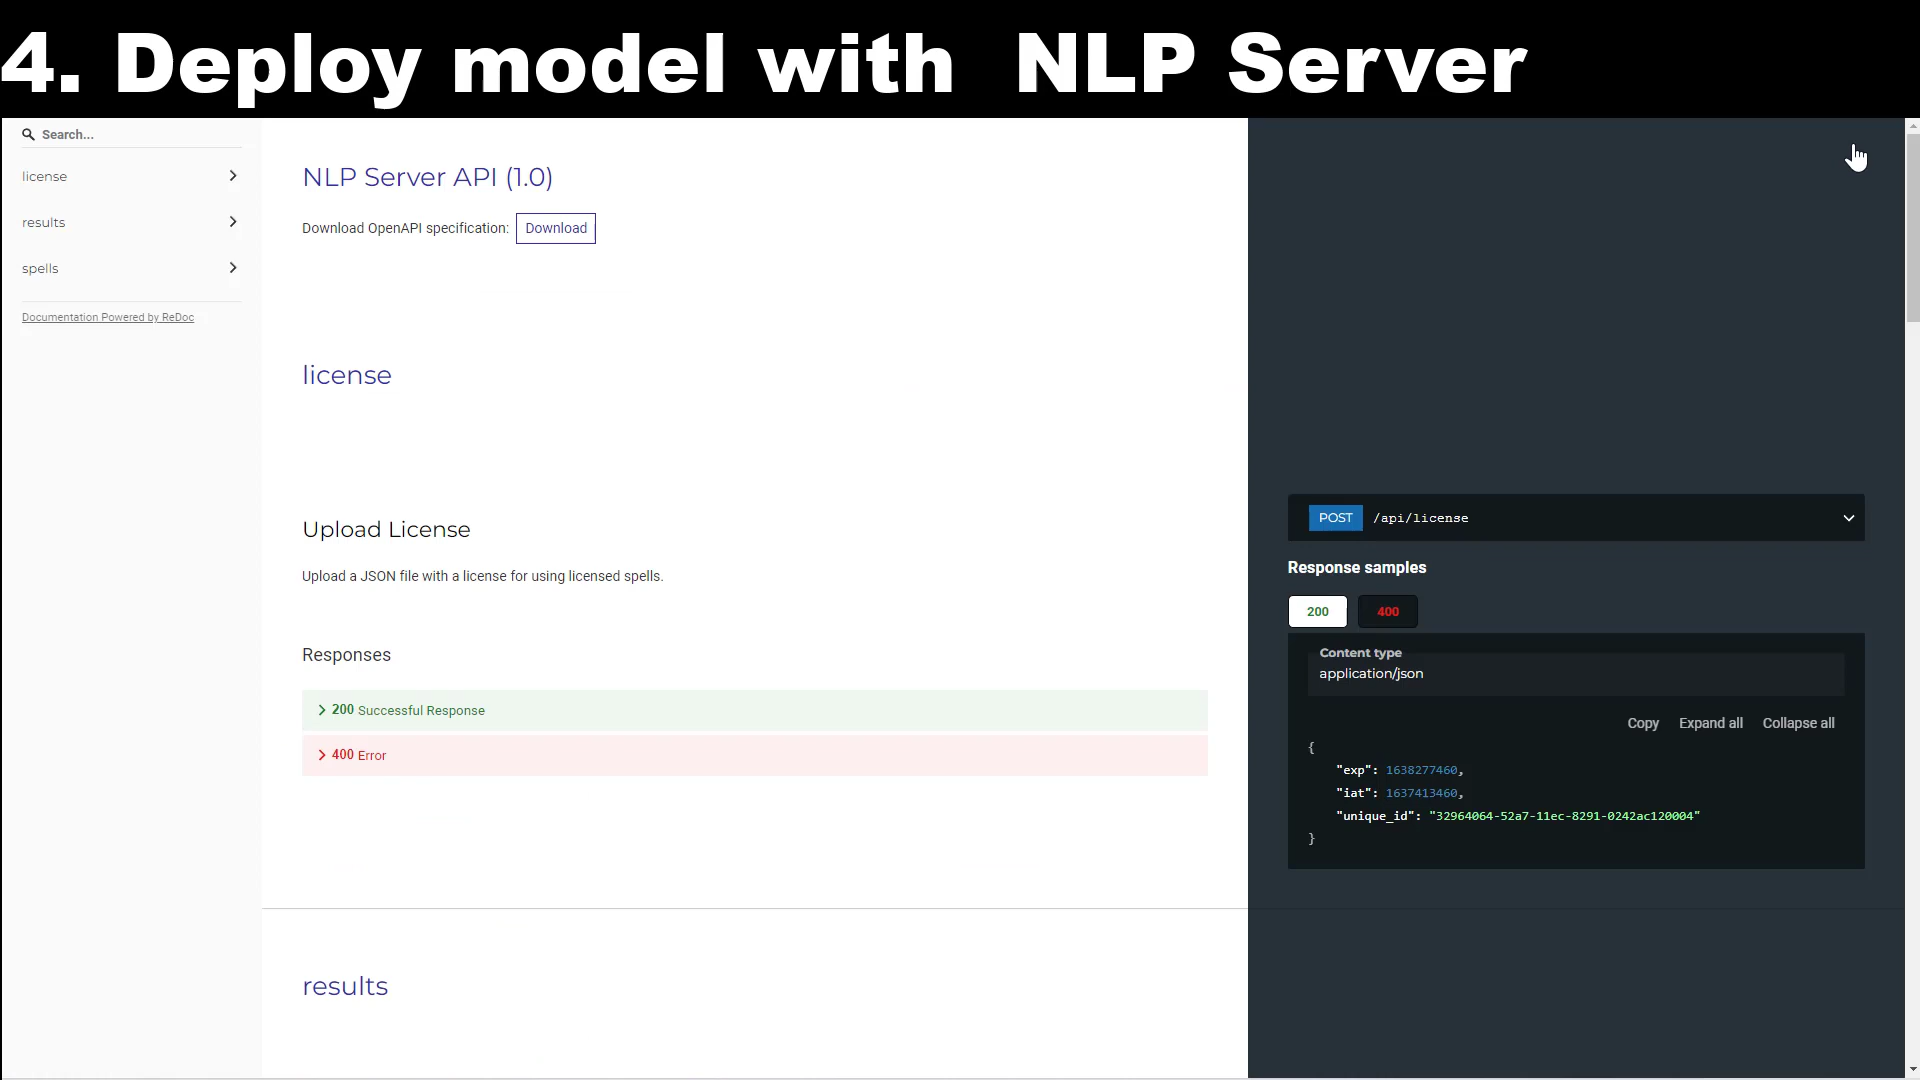 4. Deploy model with  NLP Server
Search...
license
results
spells
Documentation Powered by ReDoc
NLP Server API (1.0)
Download OpenAPI specification: Download
license
Upload License
Upload a JSON file with a license for using licensed spells.
Responses
200 Successful Response
400 Error
results
POST /api/license
Response samples
200 400
Content type
application/json
Copy Expand all Collapse all
{
"exp": 1638277460,
"iat": 1637413460,
"unique_id": "32964064-52a7-11ec-8291-0242ac120004"
}